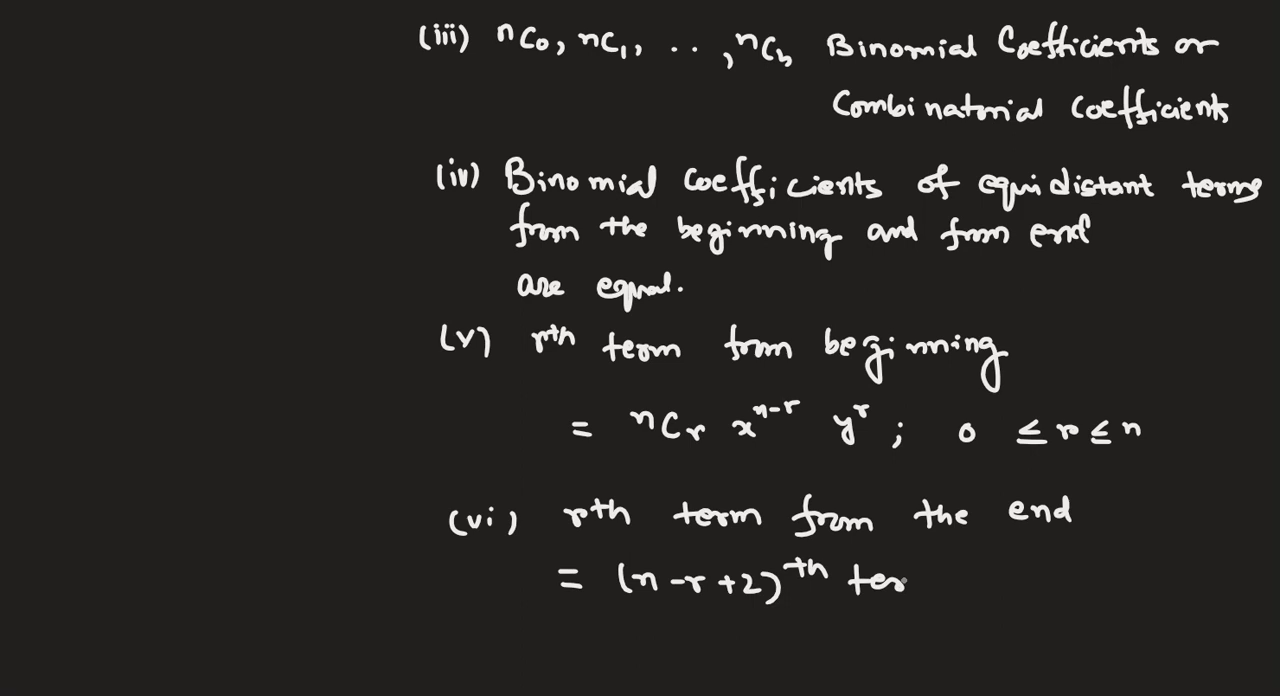 (iii) ⁿC₀, ⁿC₁, .., ⁿCₙ Binomial Coefficients or
Combinatorial Coefficients
(iv) Binomial Coefficients of equidistant terms
from the beginning and from end
are equal.
(v) rth term from beginning
= ⁿCᵣ xⁿ⁻ʳ yʳ ; 0 ≤ r ≤ n
(vi) rth term from the end
= (n-r+2)ᵗʰ ter